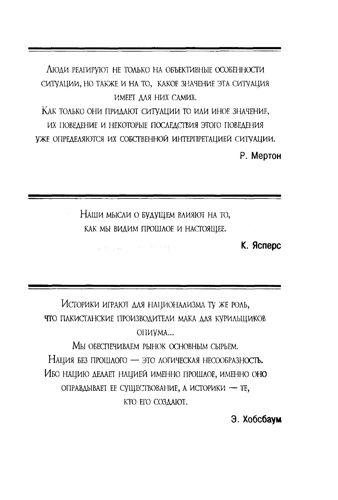 Люди реагируют не только на объективные особенности
ситуации, но также и на то, какое значение эта ситуация
имеет для них самих.
Как только они придают ситуации то или иное значение,
их поведение и некоторые последствия этого поведения
уже определяются их собственной интерпретацией ситуации.
Р. Мертон
Наши мысли о будущем влияют на то,
как мы видим прошлое и настоящее.
К. Ясперс
Историки играют для национализма ту же роль,
что пакистанские производители мака для курильщиков
опиума...
Мы обеспечиваем рынок основным сырьем.
Нация без прошлого — это логическая несообразность.
Ибо нацию делает нацией именно прошлое, именно оно
оправдывает ее существование, а историки — те,
кто его создают.
Э. Хобсбаум